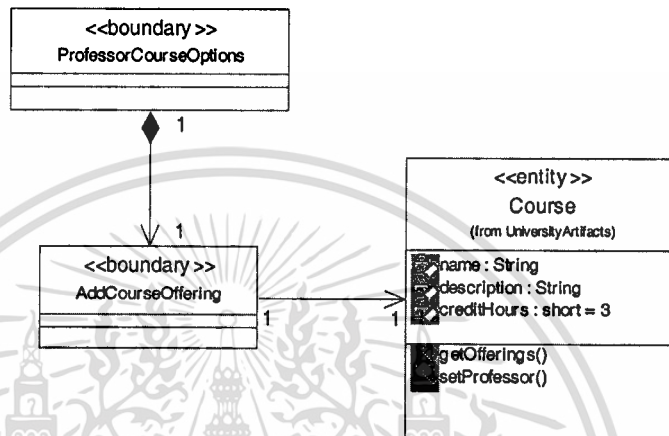 <<boundary>>
ProfessorCourseOptions
1
1
<<boundary>>
AddCourseOffering
1
1
<<entity>>
Course
(from UniversityArtifacts)
name : String
description : String
creditHours : short = 3
getOfferings()
setProfessor()